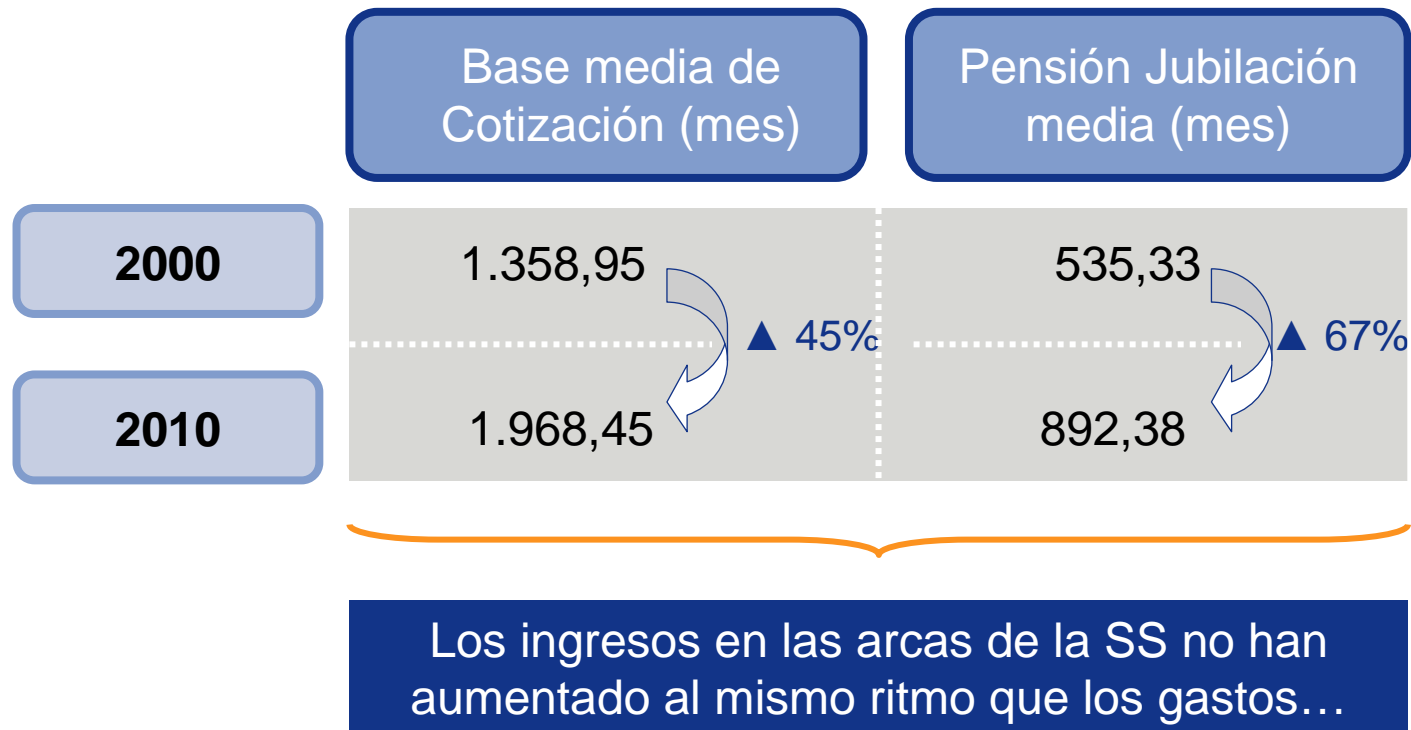 Base media de
Cotización (mes)
Pensión Jubilación
media (mes)
2000
1.358,95
535,33
▲ 45%
▲ 67%
2010
1.968,45
892,38
Los ingresos en las arcas de la SS no han
aumentado al mismo ritmo que los gastos…